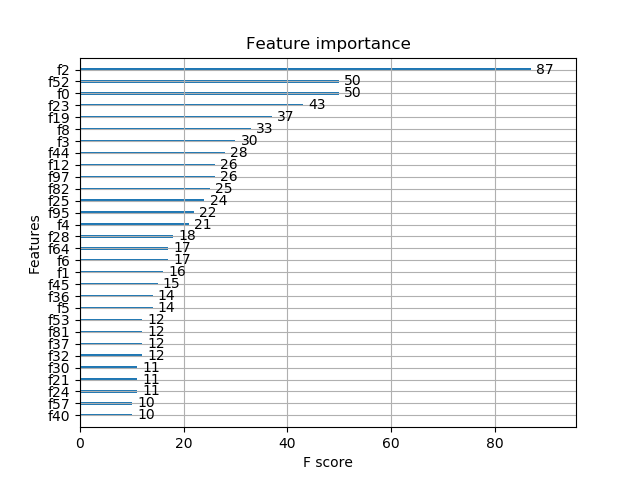 Feature importance
f2 87
f52 50
f0 50
f23 43
f19 37
f8 33
f3 30
f44 28
f12 26
f97 26
f82 25
f25 24
f95 22
f4 21
f28 18
f64 17
f6 17
f1 16
f45 15
f36 14
f5 14
f53 12
f81 12
f37 12
f32 12
f30 11
f21 11
f24 11
f57 10
f40 10
Features
0 20 40 60 80
F score